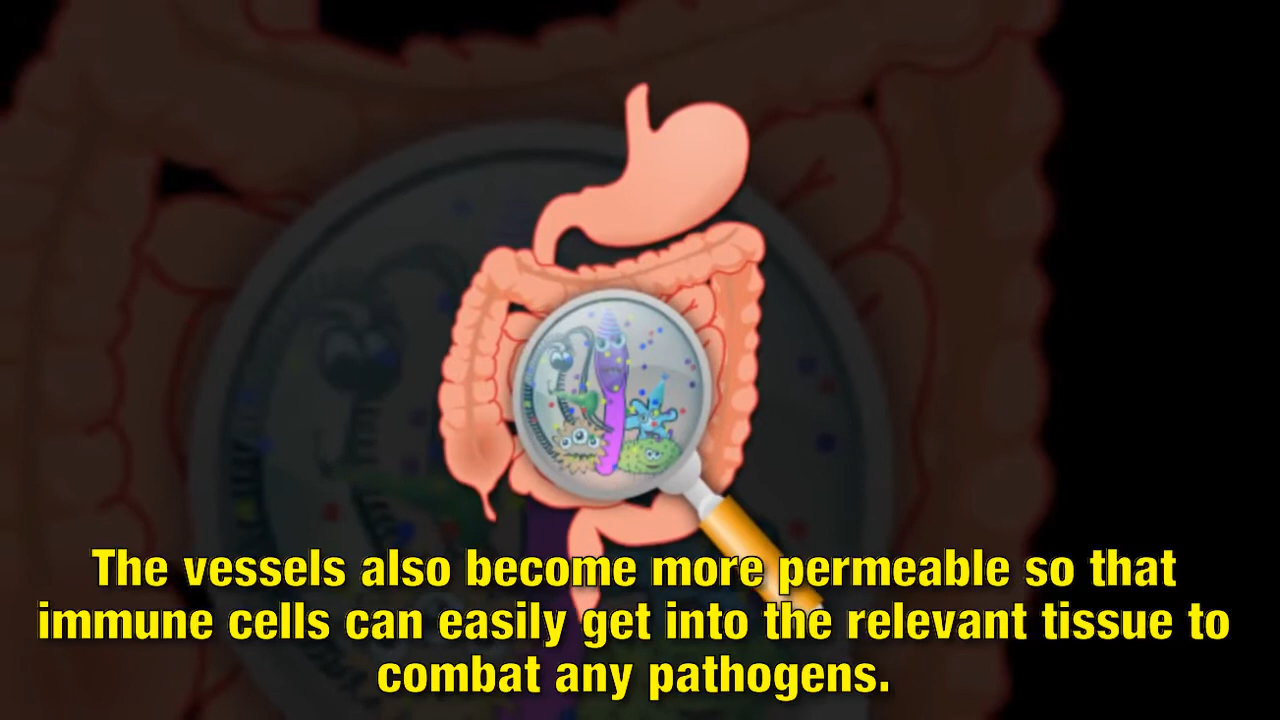 The vessels also become more permeable so that
immune cells can easily get into the relevant tissue to
combat any pathogens.